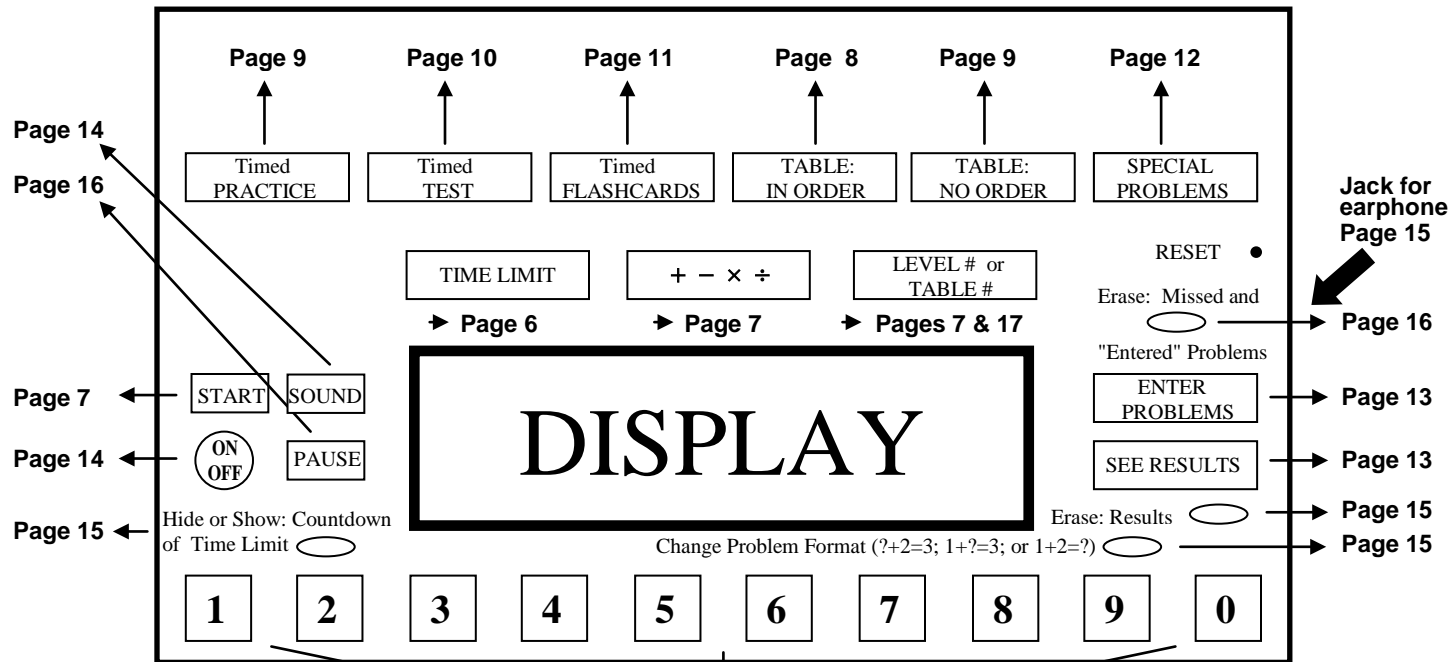 Page 9
Page 10
Page 11
Page 8
Page 9
Page 12
Page 14
Page 16
Timed
PRACTICE
Timed
TEST
Timed
FLASHCARDS
TABLE:
IN ORDER
TABLE:
NO ORDER
SPECIAL
PROBLEMS
Jack for
earphone
Page 15
RESET
TIME LIMIT
+ − × ÷
LEVEL # or
TABLE #
Erase: Missed and
"Entered" Problems
Page 6
Page 7
Pages 7 & 17
Page 16
Page 7
START
SOUND
DISPLAY
ENTER
PROBLEMS
Page 13
Page 14
ON
OFF
PAUSE
SEE RESULTS
Page 13
Page 15
Hide or Show: Countdown
of Time Limit
Erase: Results
Page 15
Change Problem Format (?+2=3; 1+?=3; or 1+2=?)
Page 15
1 2 3 4 5 6 7 8 9 0